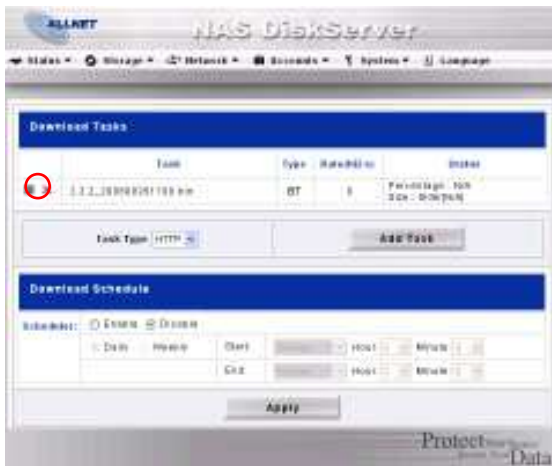 ALLNET
NAS DiskServer
Status Storage Network Accounts System Language
Download Tasks
Task Type Rate(KB/s) Status
BT 0 Percentage: N/A
Task Type HTTP Add Task
Download Schedule
Scheduler: Enable Disable
Daily Weekly Start Hour Minute
End Hour Minute
Apply
Protect
Data